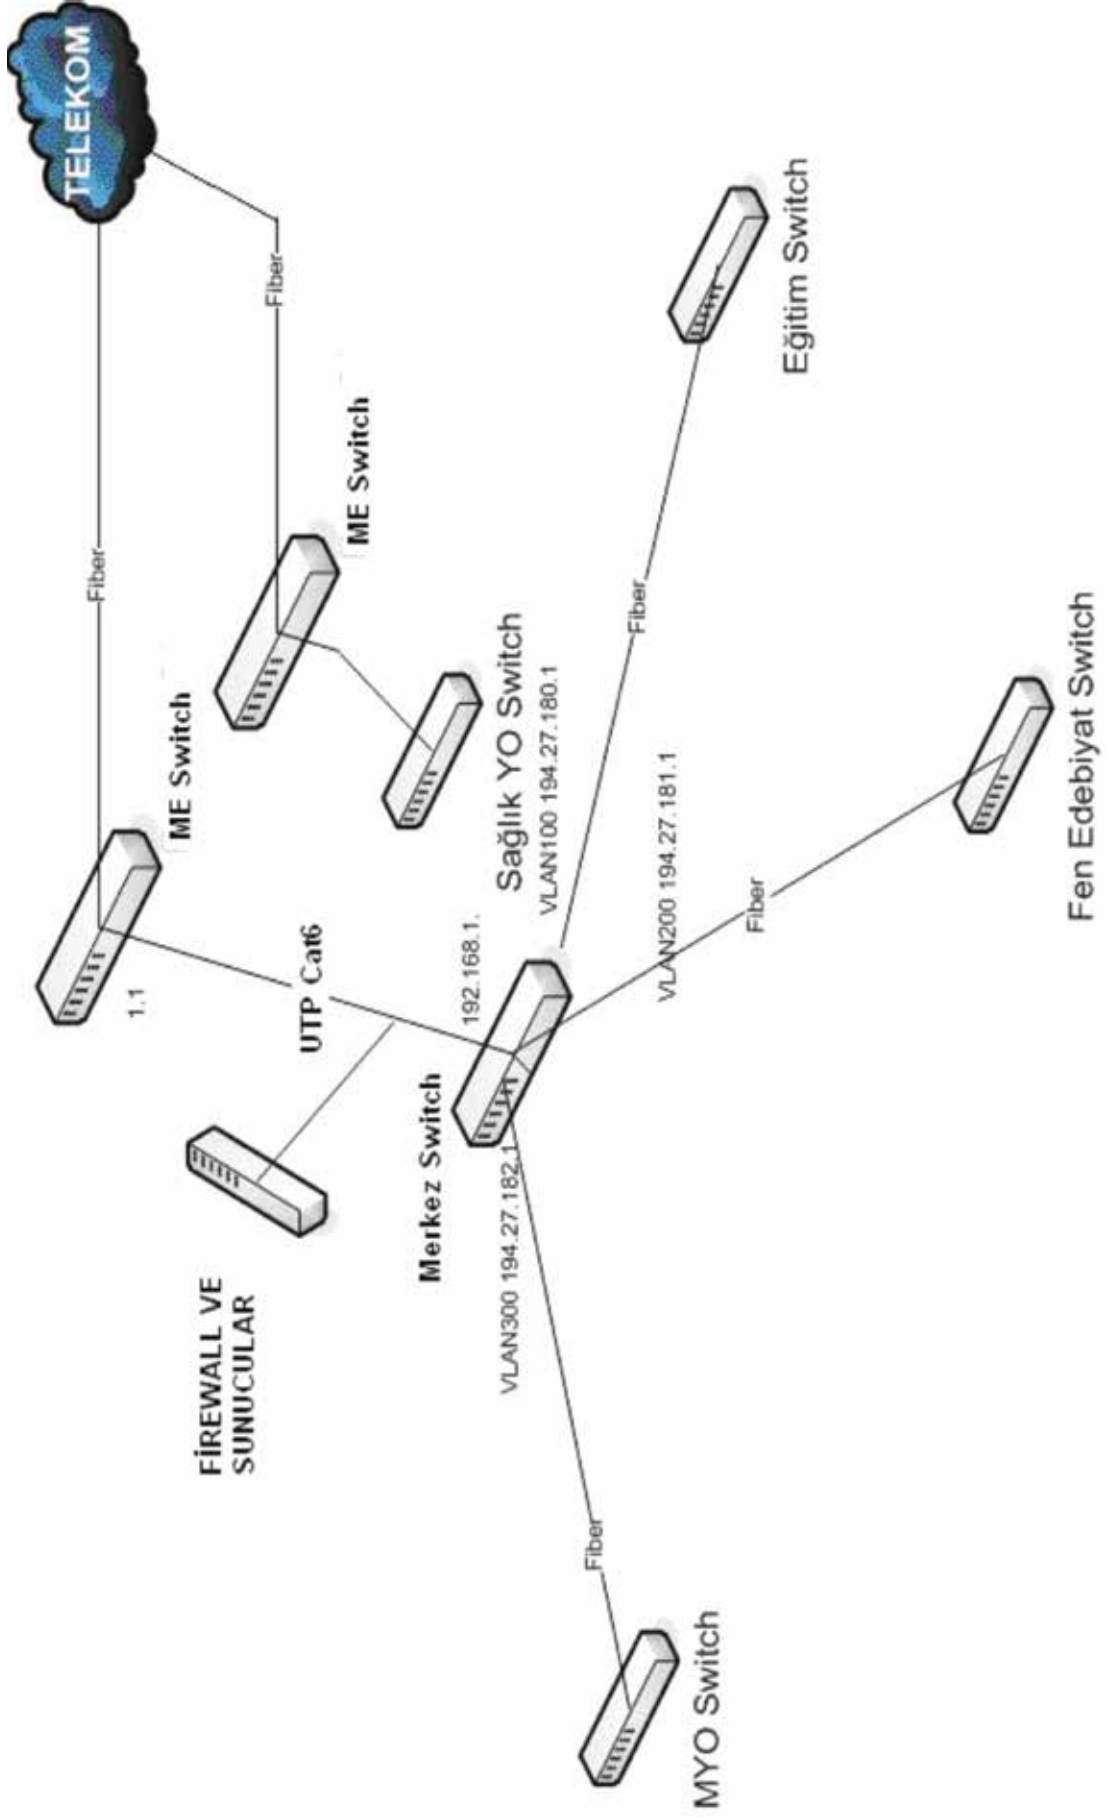 TELEKOM
Fiber
Fiber
ME Switch
ME Switch
1.1
UTP Cat6
FİREWALL VE
SUNUCULAR
192.168.1.
Merkez Switch
Sağlık YO Switch
VLAN100 194.27.180.1
VLAN200 194.27.181.1
VLAN300 194.27.182.1
Fiber
Fiber
Fiber
Eğitim Switch
Fen Edebiyat Switch
MYO Switch